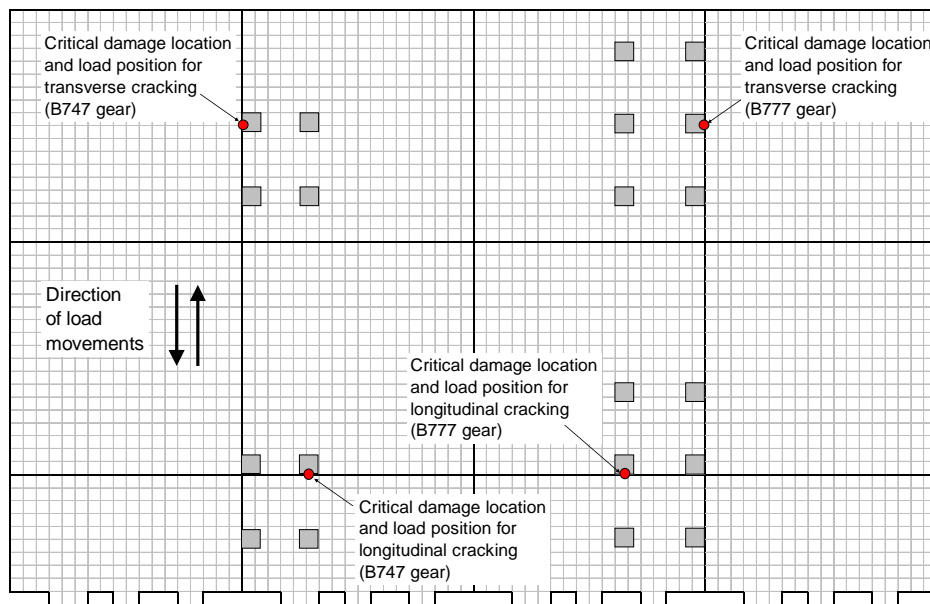 Critical damage location
and load position for
transverse cracking
(B747 gear)
Critical damage location
and load position for
transverse cracking
(B777 gear)
Direction
of load
movements
Critical damage location
and load position for
longitudinal cracking
(B777 gear)
Critical damage location
and load position for
longitudinal cracking
(B747 gear)